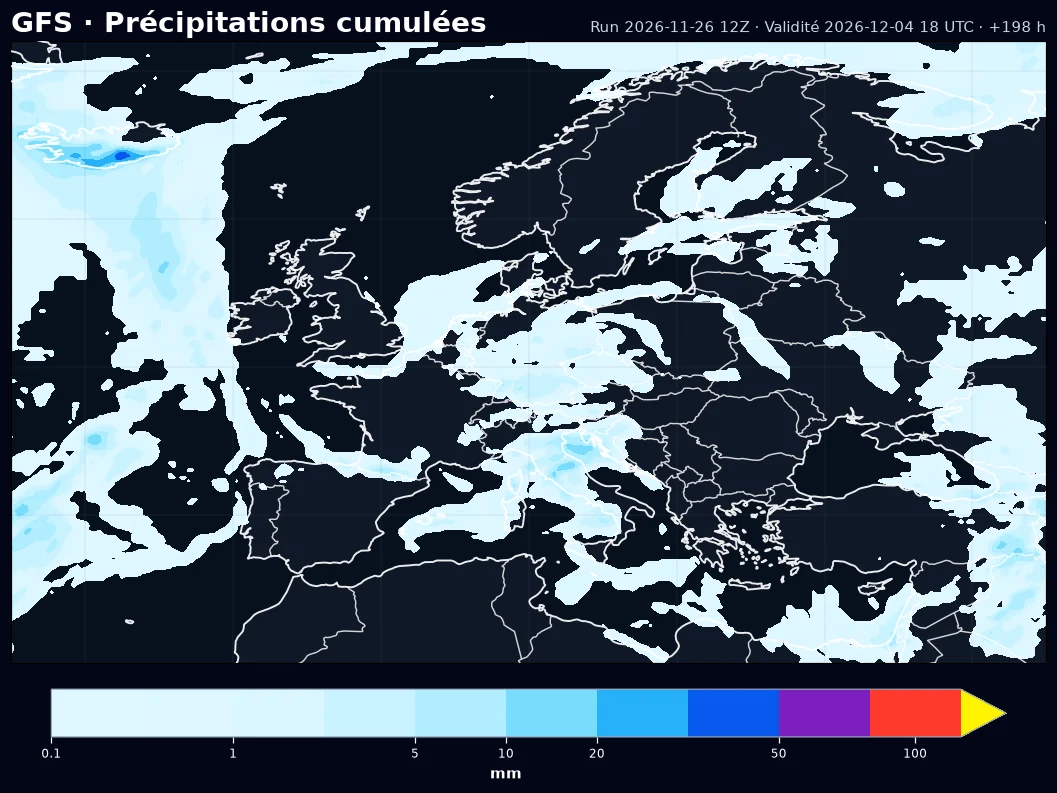 GFS · Précipitations cumulées
Run 2026-11-26 12Z · Validité 2026-12-04 18 UTC · +198 h
0.1 1 5 10 20 50 100
mm